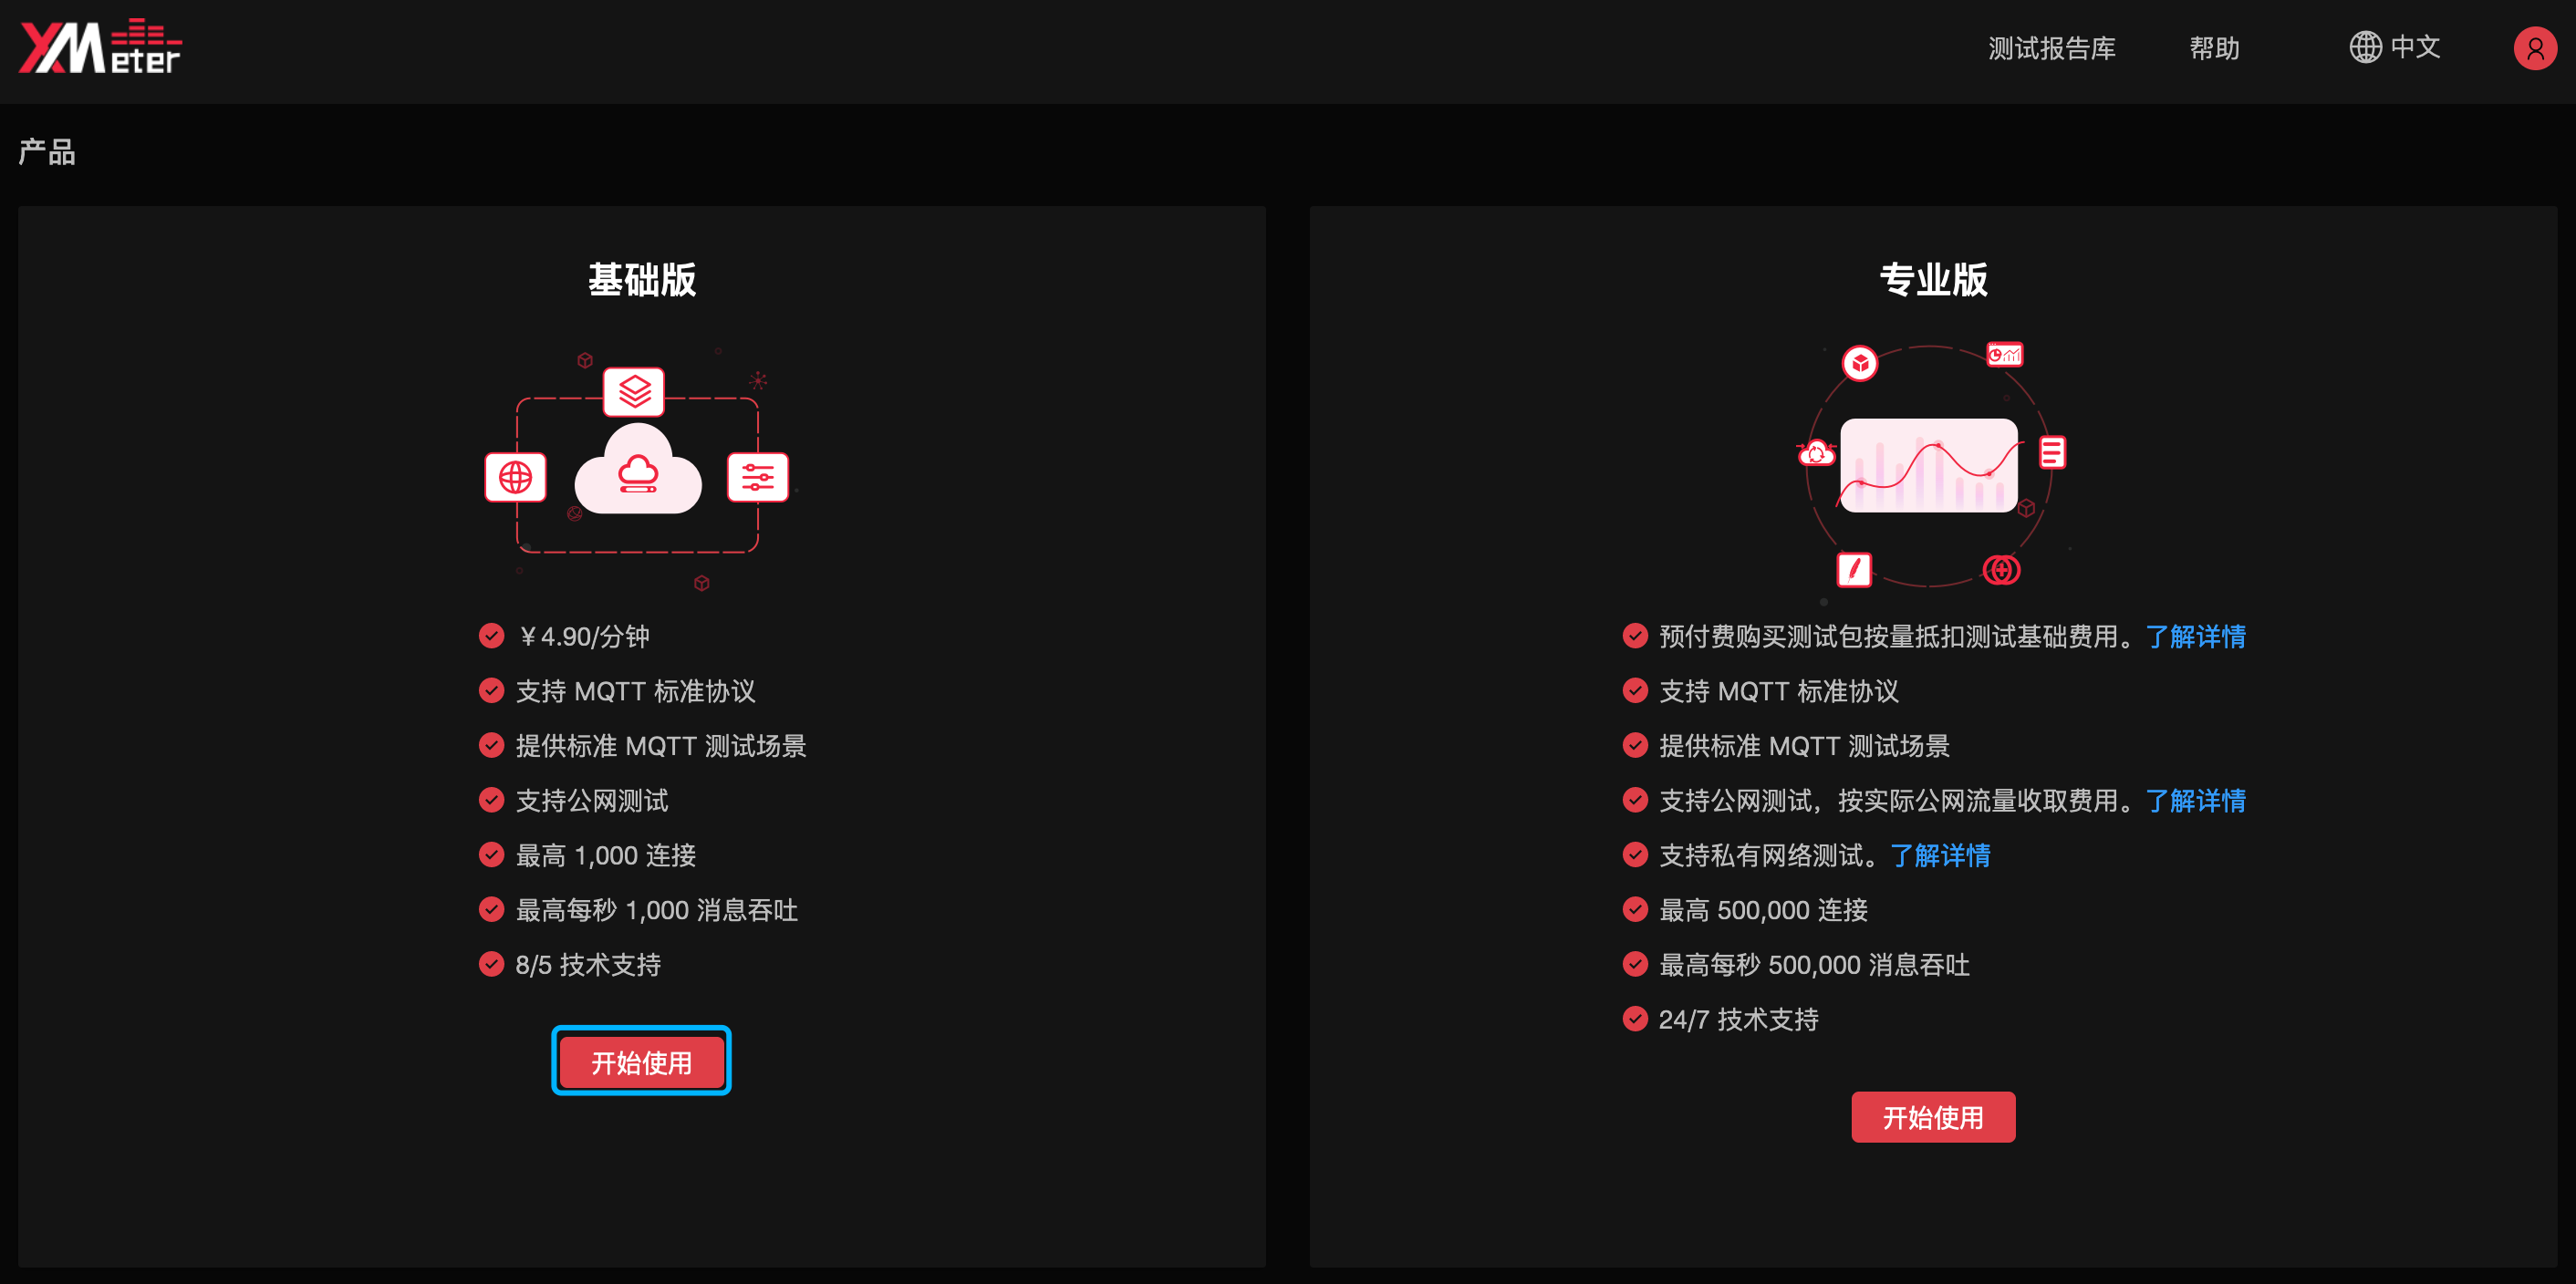 XMeter
测试报告库
帮助
中文
产品
基础版
￥4.90/分钟
支持 MQTT 标准协议
提供标准 MQTT 测试场景
支持公网测试
最高 1,000 连接
最高每秒 1,000 消息吞吐
8/5 技术支持
开始使用
专业版
预付费购买测试包按量抵扣测试基础费用。了解详情
支持 MQTT 标准协议
提供标准 MQTT 测试场景
支持公网测试，按实际公网流量收取费用。了解详情
支持私有网络测试。了解详情
最高 500,000 连接
最高每秒 500,000 消息吞吐
24/7 技术支持
开始使用